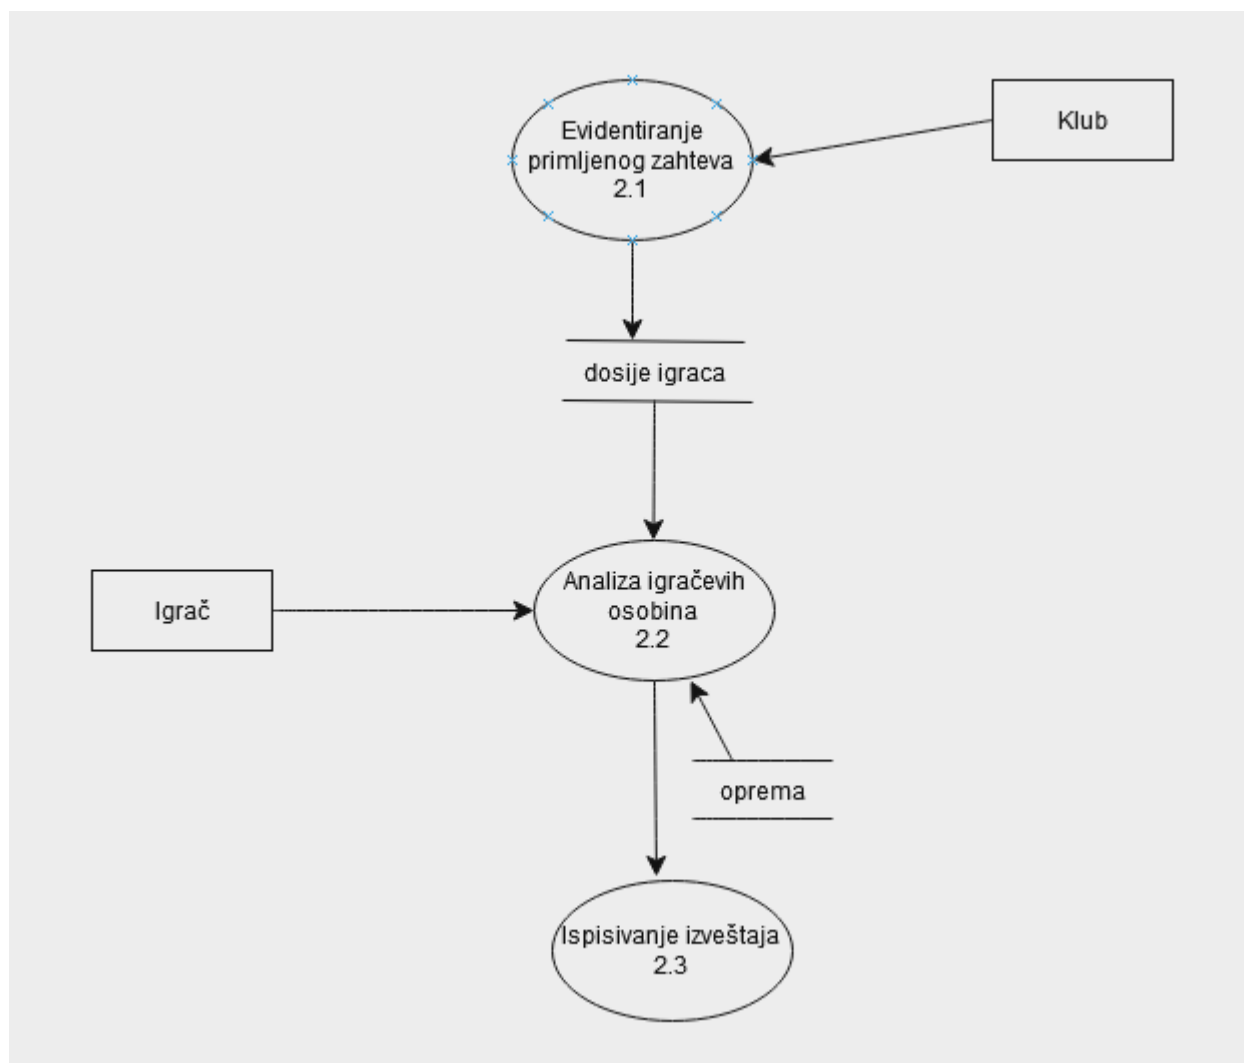 Evidentiranje
primljenog zahteva
2.1
Klub
dosije igraca
Analiza igračevih
osobina
2.2
Igrač
oprema
Ispisivanje izveštaja
2.3